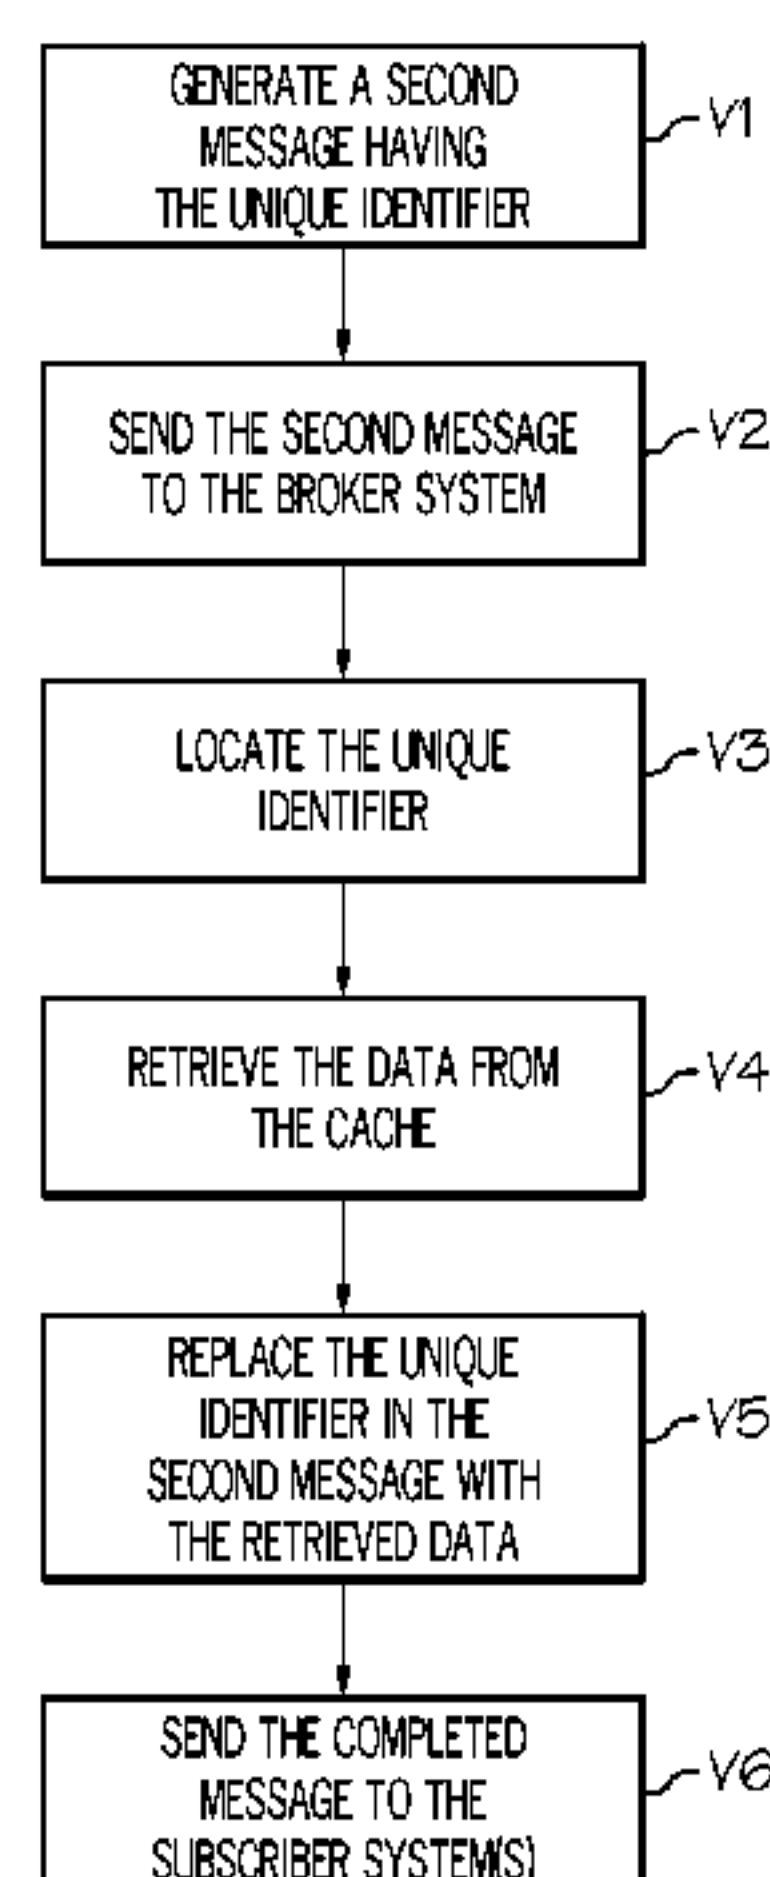 GENERATE A SECOND
MESSAGE HAVING
THE UNIQUE IDENTIFIER
V1
SEND THE SECOND MESSAGE
TO THE BROKER SYSTEM
V2
LOCATE THE UNIQUE
IDENTIFIER
V3
RETRIEVE THE DATA FROM
THE CACHE
V4
REPLACE THE UNIQUE
IDENTIFIER IN THE
SECOND MESSAGE WITH
THE RETRIEVED DATA
V5
SEND THE COMPLETED
MESSAGE TO THE
SUBSCRIBER SYSTEM(S)
V6